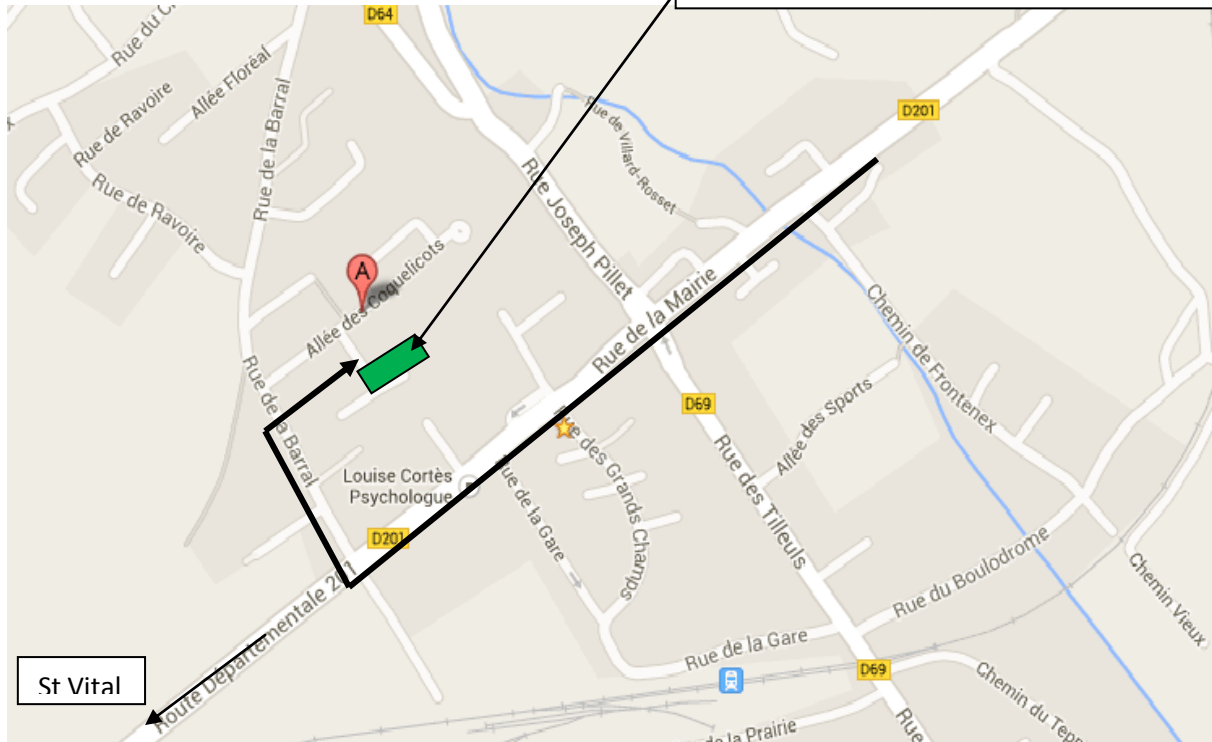 D64
Rue du C
Allée Floréal
Rue de Ravoire
Rue de la Barral
Rue de Ravoire
Rue de Villard-Rosset
D201
Rue Joseph Pillet
A
Allée des Coquelicots
Rue de la Mairie
Chemin de Frontenex
Rue de la Barral
D69
Allée des Sports
Rue des Grands Champs
Louise Cortès
Psychologue
Rue de la Gare
Rue des Tilleuls
D201
Route Départementale 201
Rue du Boulodrome
Chemin Vieux
Rue de la Gare
D69
St Vital
Chemin du Tepp
de la Prairie
Rue